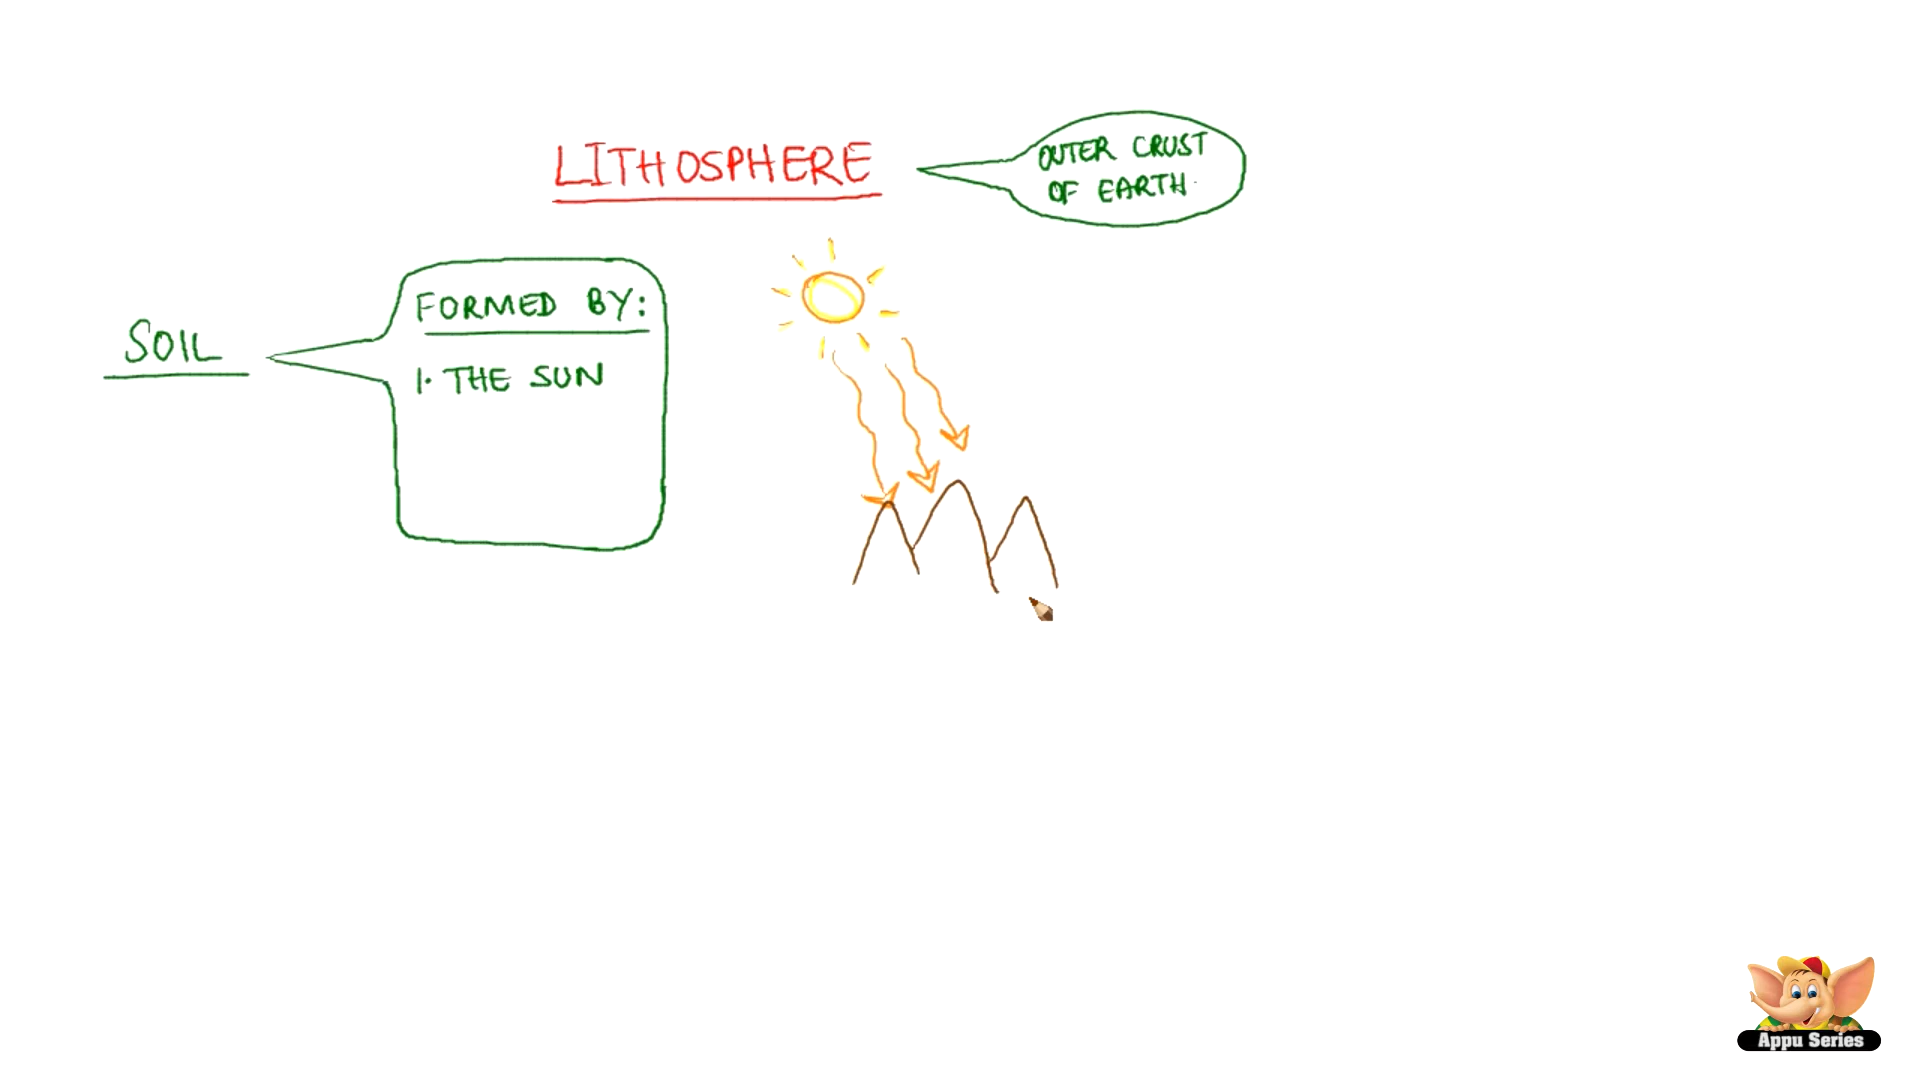 LITHOSPHERE
OUTER CRUST
OF EARTH.
SOIL
FORMED BY:
1. THE SUN
Appu Series